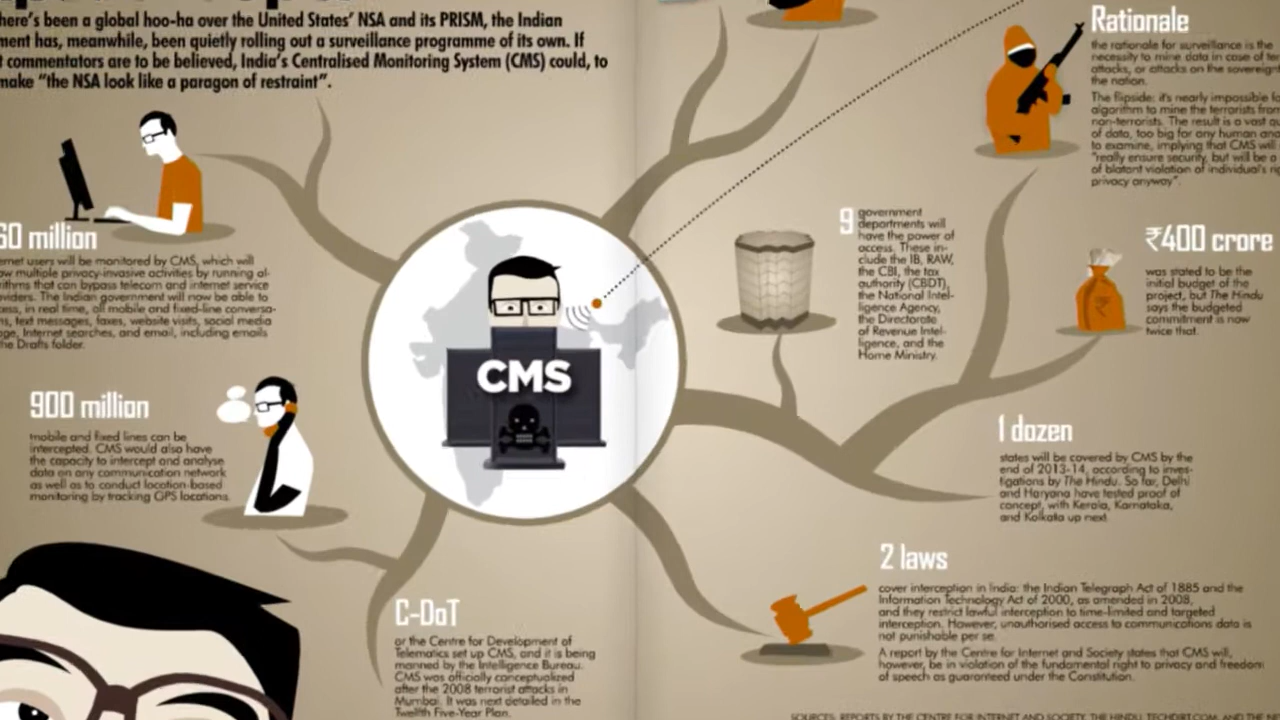 here's been a global hoo-ha over the United States' NSA and its PRISM, the Indian
ment has, meanwhile, been quietly rolling out a surveillance programme of its own. If
commentators are to be believed, India's Centralised Monitoring System (CMS) could, to
make "the NSA look like a paragon of restraint".
60 million
ernet users will be monitored by CMS, which will
ow multiple privacy-invasive activities by running al-
rithms that can bypass telecom and internet service
oviders. The Indian government will now be able to
cess, in real time, all mobile and fixed-line conversa-
ns, text messages, faxes, website visits, social media
age, Internet searches, and email, including emails
he Drafts folder.
900 million
mobile and fixed lines can be
intercepted. CMS would also have
the capacity to intercept and analyse
data on any communication network
as well as to conduct location-based
monitoring by tracking GPS locations.
CMS
C-DoT
or the Centre for Development of
Telematics set up CMS, and it is being
manned by the Intelligence Bureau.
CMS was officially conceptualized
after the 2008 terrorist attacks in
Mumbai. It was next detailed in the
Twelfth Five-Year Plan.
Rationale
the rationale for surveillance is the
necessity to mine data in case of ter
attacks, or attacks on the sovereign
the nation.
The flipside: it's nearly impossible fo
algorithm to mine the terrorists from
non-terrorists. The result is a vast qu
of data, too big for any human ana
to examine, implying that CMS will
"really ensure security, but will be a
of blatant violation of individual's rig
privacy anyway".
9
government
departments will
have the power of
access. These in-
clude the IB, RAW,
the CBI, the tax
authority (CBDT),
the National Intel-
ligence Agency,
the Directorate
of Revenue Intel-
ligence, and the
Home Ministry.
₹400 crore
was stated to be the
initial budget of the
project, but The Hindu
says the budgeted
commitment is now
twice that.
1 dozen
states will be covered by CMS by the
end of 2013-14, according to inves-
tigations by The Hindu. So far, Delhi
and Haryana have tested proof of
concept, with Kerala, Karnataka,
and Kolkata up next.
2 laws
cover interception in India: the Indian Telegraph Act of 1885 and the
Information Technology Act of 2000, as amended in 2008,
and they restrict lawful interception to time-limited and targeted
interception. However, unauthorised access to communications data is
not punishable per se.
A report by the Centre for Internet and Society states that CMS will,
however, be in violation of the fundamental right to privacy and freedom
of speech as guaranteed under the Constitution.
SOURCES: REPORTS BY THE CENTRE FOR INTERNET AND SOCIETY, THE HINDU